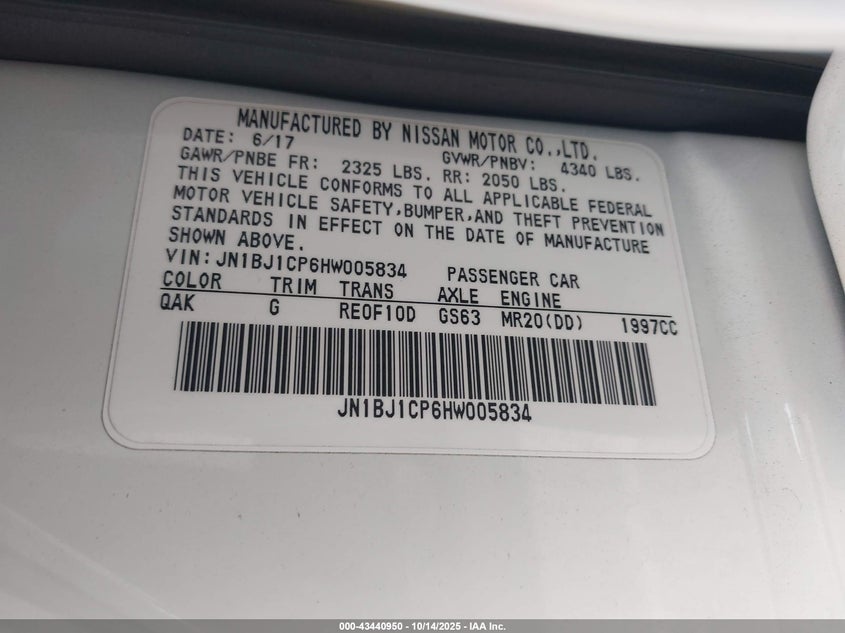 MANUFACTURED BY NISSAN MOTOR CO.,LTD.
DATE: 6/17 GVWR/PNBV: 4340 LBS.
GAWR/PNBE FR: 2325 LBS. RR: 2050 LBS.
THIS VEHICLE CONFORMS TO ALL APPLICABLE FEDERAL
MOTOR VEHICLE SAFETY,BUMPER,AND THEFT PREVENTION
STANDARDS IN EFFECT ON THE DATE OF MANUFACTURE
SHOWN ABOVE.
VIN:JN1BJ1CP6HW005834 PASSENGER CAR
COLOR TRIM TRANS AXLE ENGINE
QAK G RE0F10D GS63 MR20(DD) 1997CC
JN1BJ1CP6HW005834
000-43440950 - 10/14/2025 - IAA Inc.